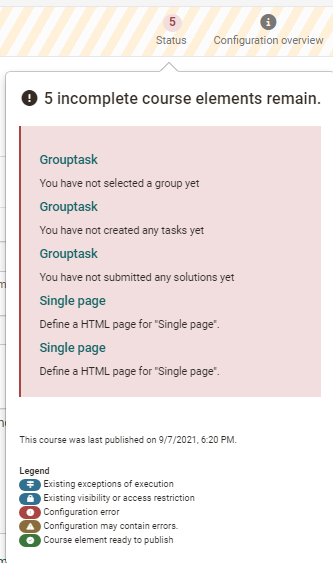 5
Status
Configuration overview
5 incomplete course elements remain.
Grouptask
You have not selected a group yet
Grouptask
You have not created any tasks yet
Grouptask
You have not submitted any solutions yet
Single page
Define a HTML page for "Single page".
Single page
Define a HTML page for "Single page".
This course was last published on 9/7/2021, 6:20 PM.
Legend
Existing exceptions of execution
Existing visibility or access restriction
Configuration error
Configuration may contain errors.
Course element ready to publish